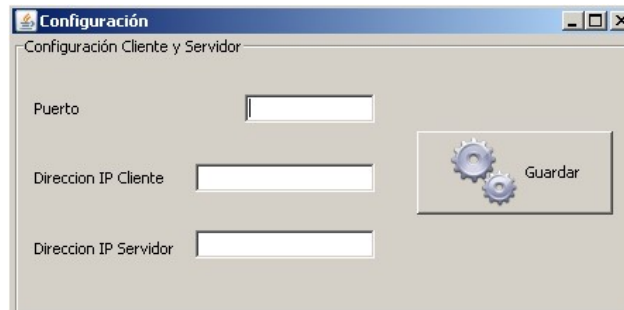 Configuración
Configuración Cliente y Servidor
Puerto
Direccion IP Cliente
Guardar
Direccion IP Servidor